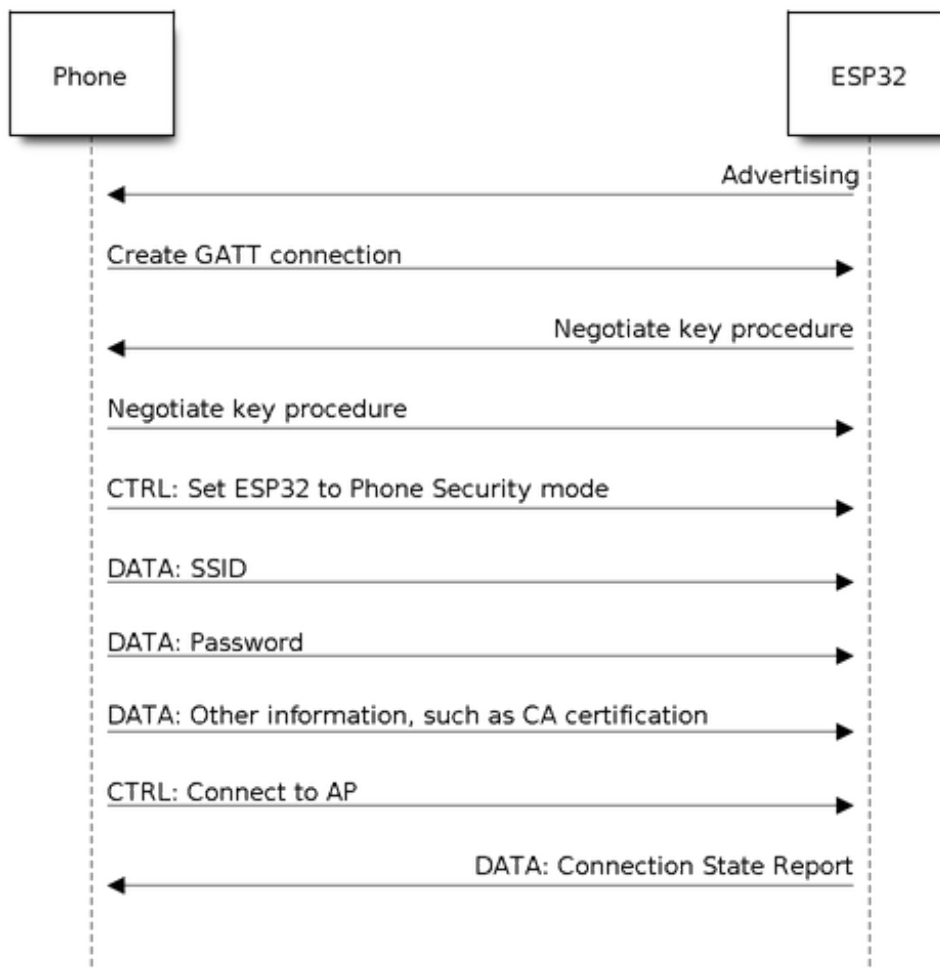 Phone
ESP32
Advertising
Create GATT connection
Negotiate key procedure
Negotiate key procedure
CTRL: Set ESP32 to Phone Security mode
DATA: SSID
DATA: Password
DATA: Other information, such as CA certification
CTRL: Connect to AP
DATA: Connection State Report